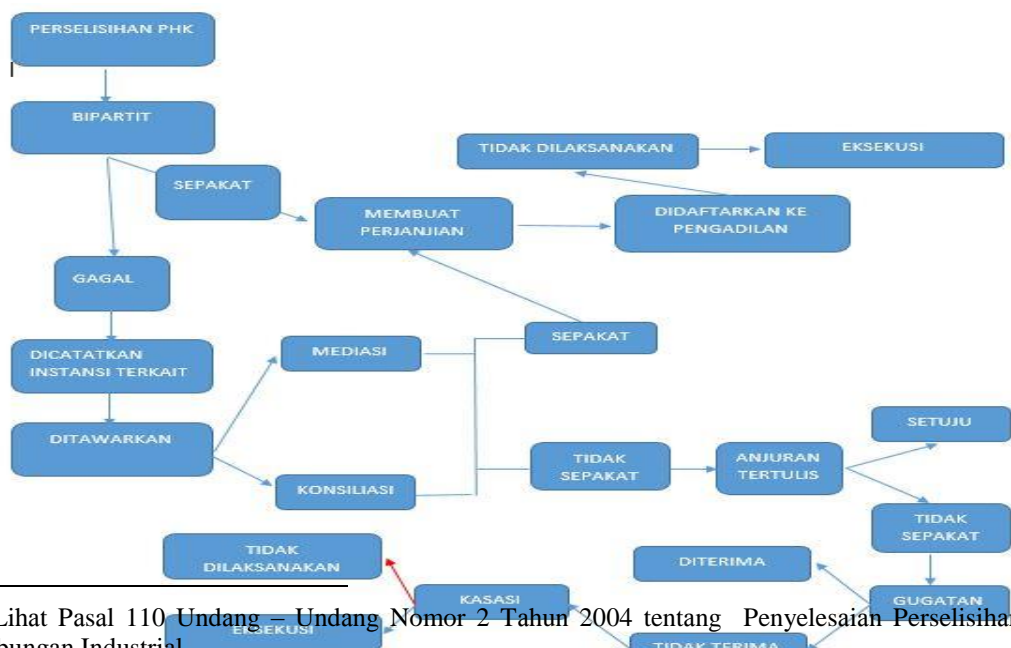 PERSELISIHAN PHK
BIPARTIT
SEPAKAT
GAGAL
DICATATKAN
INSTANSI TERKAIT
DITAWARKAN
MEDIASI
KONSILIASI
MEMBUAT
PERJANJIAN
DIDAFTARKAN KE
PENGADILAN
TIDAK DILAKSANAKAN
EKSEKUSI
SEPAKAT
TIDAK
SEPAKAT
ANJURAN
TERTULIS
SETUJU
TIDAK
SEPAKAT
GUGATAN
DITERIMA
TIDAK TERIMA
KASASI
TIDAK
DILAKSANAKAN
EKSEKUSI
Lihat Pasal 110 Undang – Undang Nomor 2 Tahun 2004 tentang Penyelesaian Perselisihan
Industrial